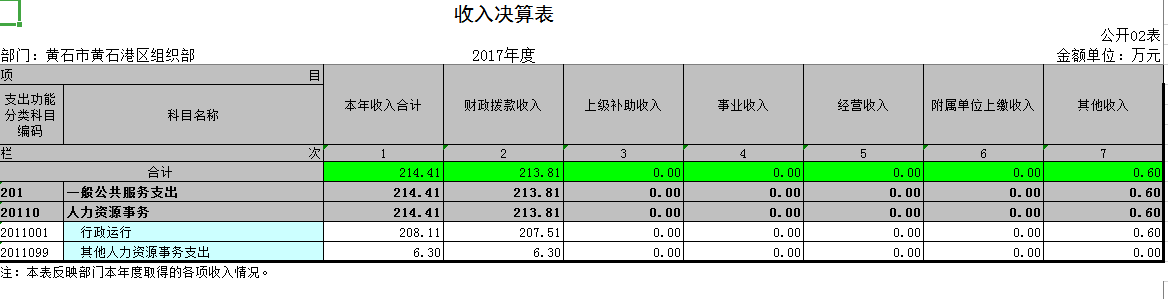 收入决算表
公开02表
部门：黄石市黄石港区组织部 2017年度 金额单位：万元
项 目 本年收入合计 财政拨款收入 上级补助收入 事业收入 经营收入 附属单位上缴收入 其他收入
支出功能分类科目编码 科目名称
栏 次 1 2 3 4 5 6 7
合计 214.41 213.81 0.00 0.00 0.00 0.00 0.60
201 一般公共服务支出 214.41 213.81 0.00 0.00 0.00 0.00 0.60
20110 人力资源事务 214.41 213.81 0.00 0.00 0.00 0.00 0.60
2011001 行政运行 208.11 207.51 0.00 0.00 0.00 0.00 0.60
2011099 其他人力资源事务支出 6.30 6.30 0.00 0.00 0.00 0.00 0.00
注：本表反映部门本年度取得的各项收入情况。